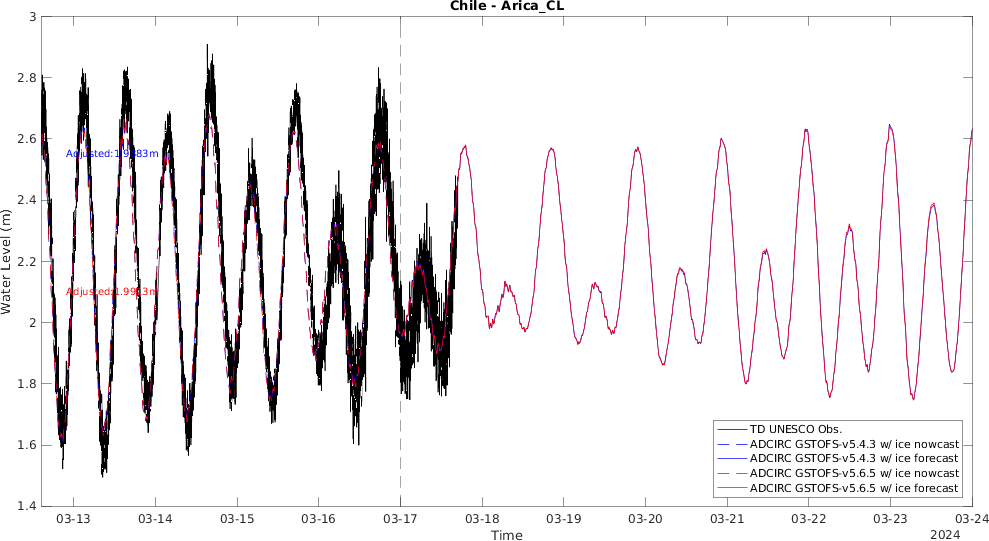 Chile - Arica_CL
3
2.8
2.6
2.4
2.2
2
1.8
1.6
1.4
Water Level (m)
03-13
03-14
03-15
03-16
03-17
03-18
03-19
03-20
03-21
03-22
03-23
03-24
Time
2024
TD UNESCO Obs.
ADCIRC GSTOFS-v5.4.3 w/ ice nowcast
ADCIRC GSTOFS-v5.4.3 w/ ice forecast
ADCIRC GSTOFS-v5.6.5 w/ ice nowcast
ADCIRC GSTOFS-v5.6.5 w/ ice forecast